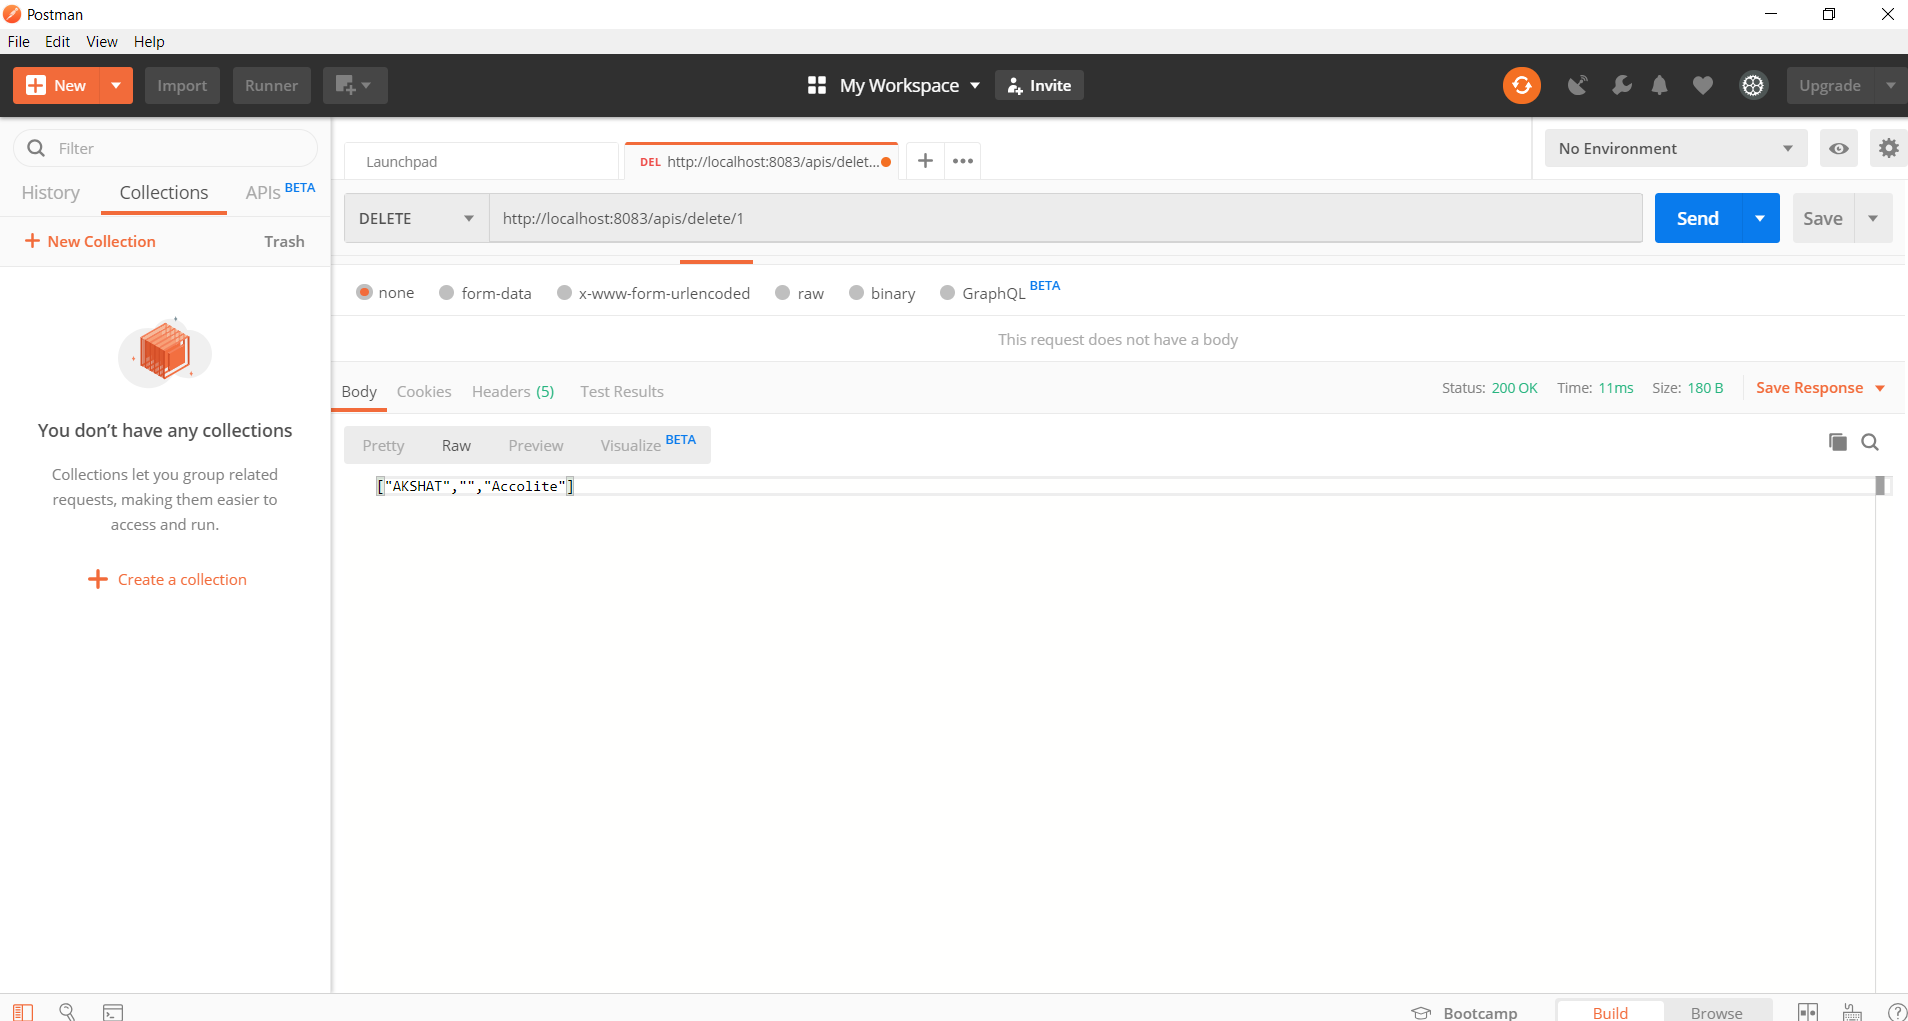 Postman
File Edit View Help
New Import Runner My Workspace Invite Upgrade
Filter
Launchpad DEL http://localhost:8083/apis/delet... No Environment
History Collections APIs BETA
DELETE http://localhost:8083/apis/delete/1 Send Save
New Collection Trash
none form-data x-www-form-urlencoded raw binary GraphQL BETA
This request does not have a body
Body Cookies Headers (5) Test Results Status: 200 OK Time: 11ms Size: 180 B Save Response
Pretty Raw Preview Visualize BETA
["AKSHAT","","Accolite"]
You don't have any collections
Collections let you group related
requests, making them easier to
access and run.
Create a collection
Bootcamp Build Browse